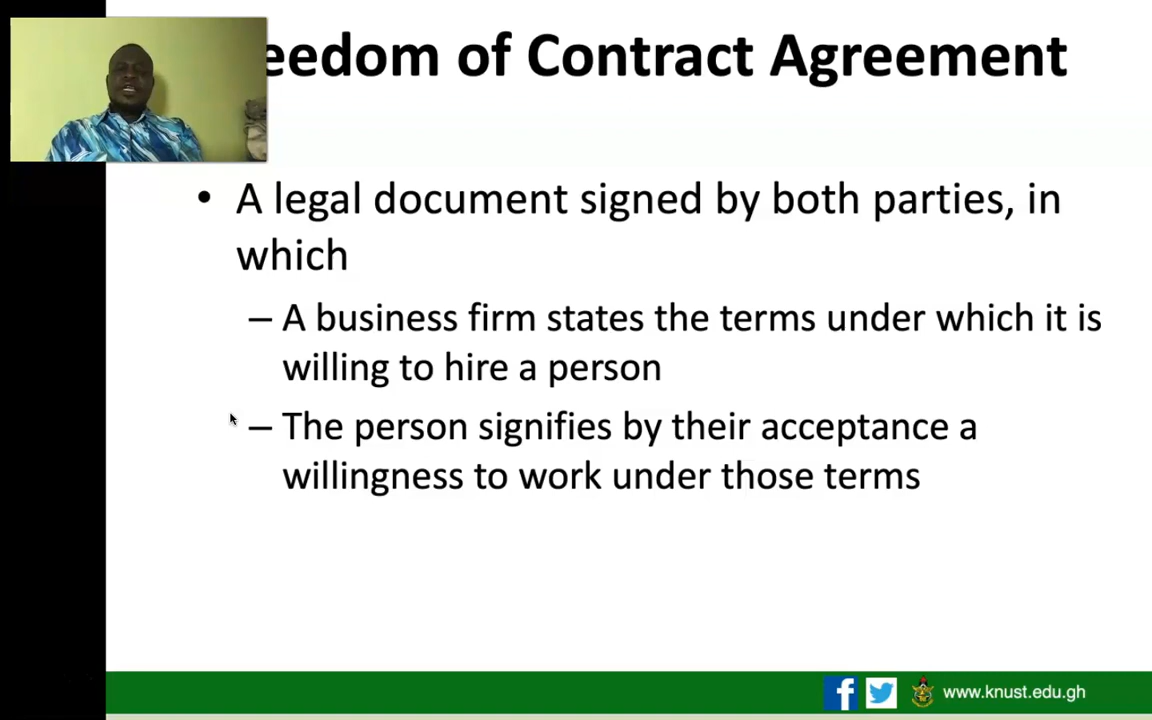 eedom of Contract Agreement
• A legal document signed by both parties, in
which
– A business firm states the terms under which it is
willing to hire a person
– The person signifies by their acceptance a
willingness to work under those terms
www.knust.edu.gh